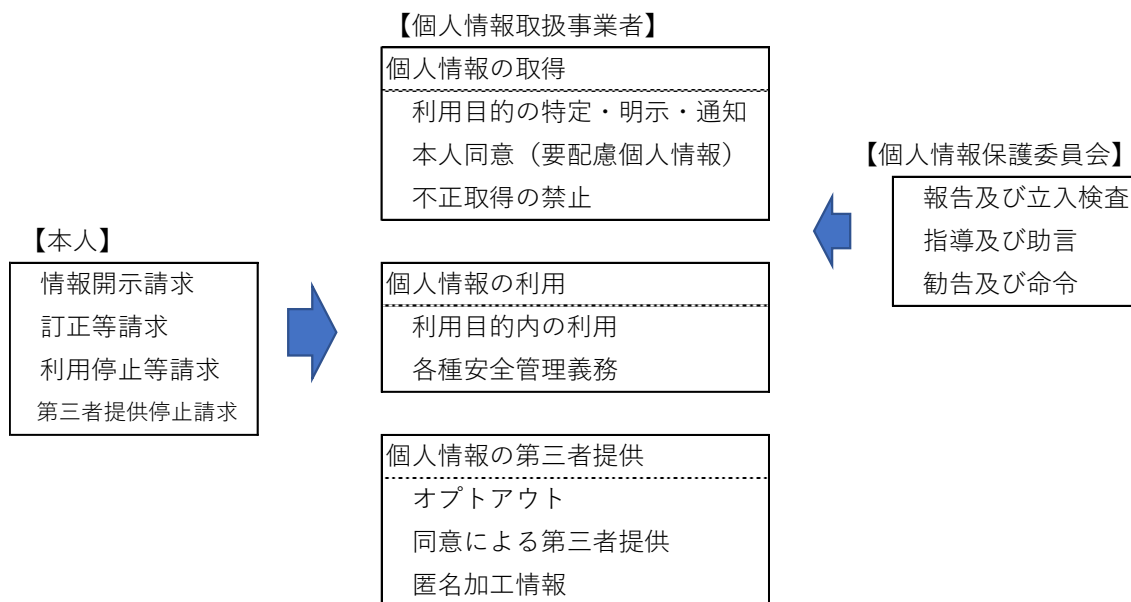 【個人情報取扱事業者】
個人情報の取得
利用目的の特定・明示・通知
本人同意（要配慮個人情報）
不正取得の禁止
【個人情報保護委員会】
報告及び立入検査
指導及び助言
勧告及び命令
【本人】
情報開示請求
訂正等請求
利用停止等請求
第三者提供停止請求
個人情報の利用
利用目的内の利用
各種安全管理義務
個人情報の第三者提供
オプトアウト
同意による第三者提供
匿名加工情報